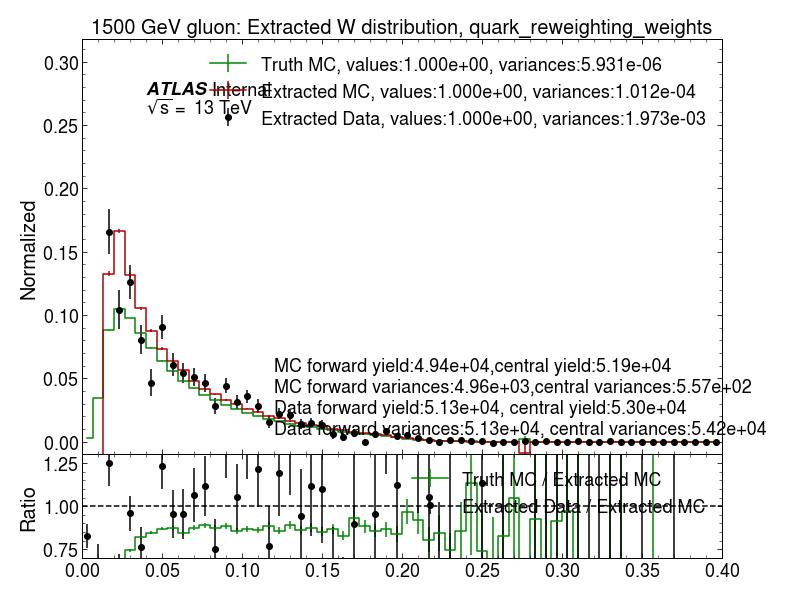 1500 GeV gluon: Extracted W distribution, quark_reweighting_weights
Truth MC, values:1.000e+00, variances:5.931e-06
ATLAS Internal
Extracted MC, values:1.000e+00, variances:1.012e-04
√s = 13 TeV
Extracted Data, values:1.000e+00, variances:1.973e-03
Normalized
0.30
0.25
0.20
0.15
0.10
0.05
0.00
MC forward yield:4.94e+04,central yield:5.19e+04
MC forward variances:4.96e+03,central variances:5.57e+02
Data forward yield:5.13e+04, central yield:5.30e+04
Data forward variances:5.13e+04, central variances:5.42e+04
Ratio
1.25
1.00
0.75
Truth MC / Extracted MC
Extracted Data / Extracted MC
0.00 0.05 0.10 0.15 0.20 0.25 0.30 0.35 0.40